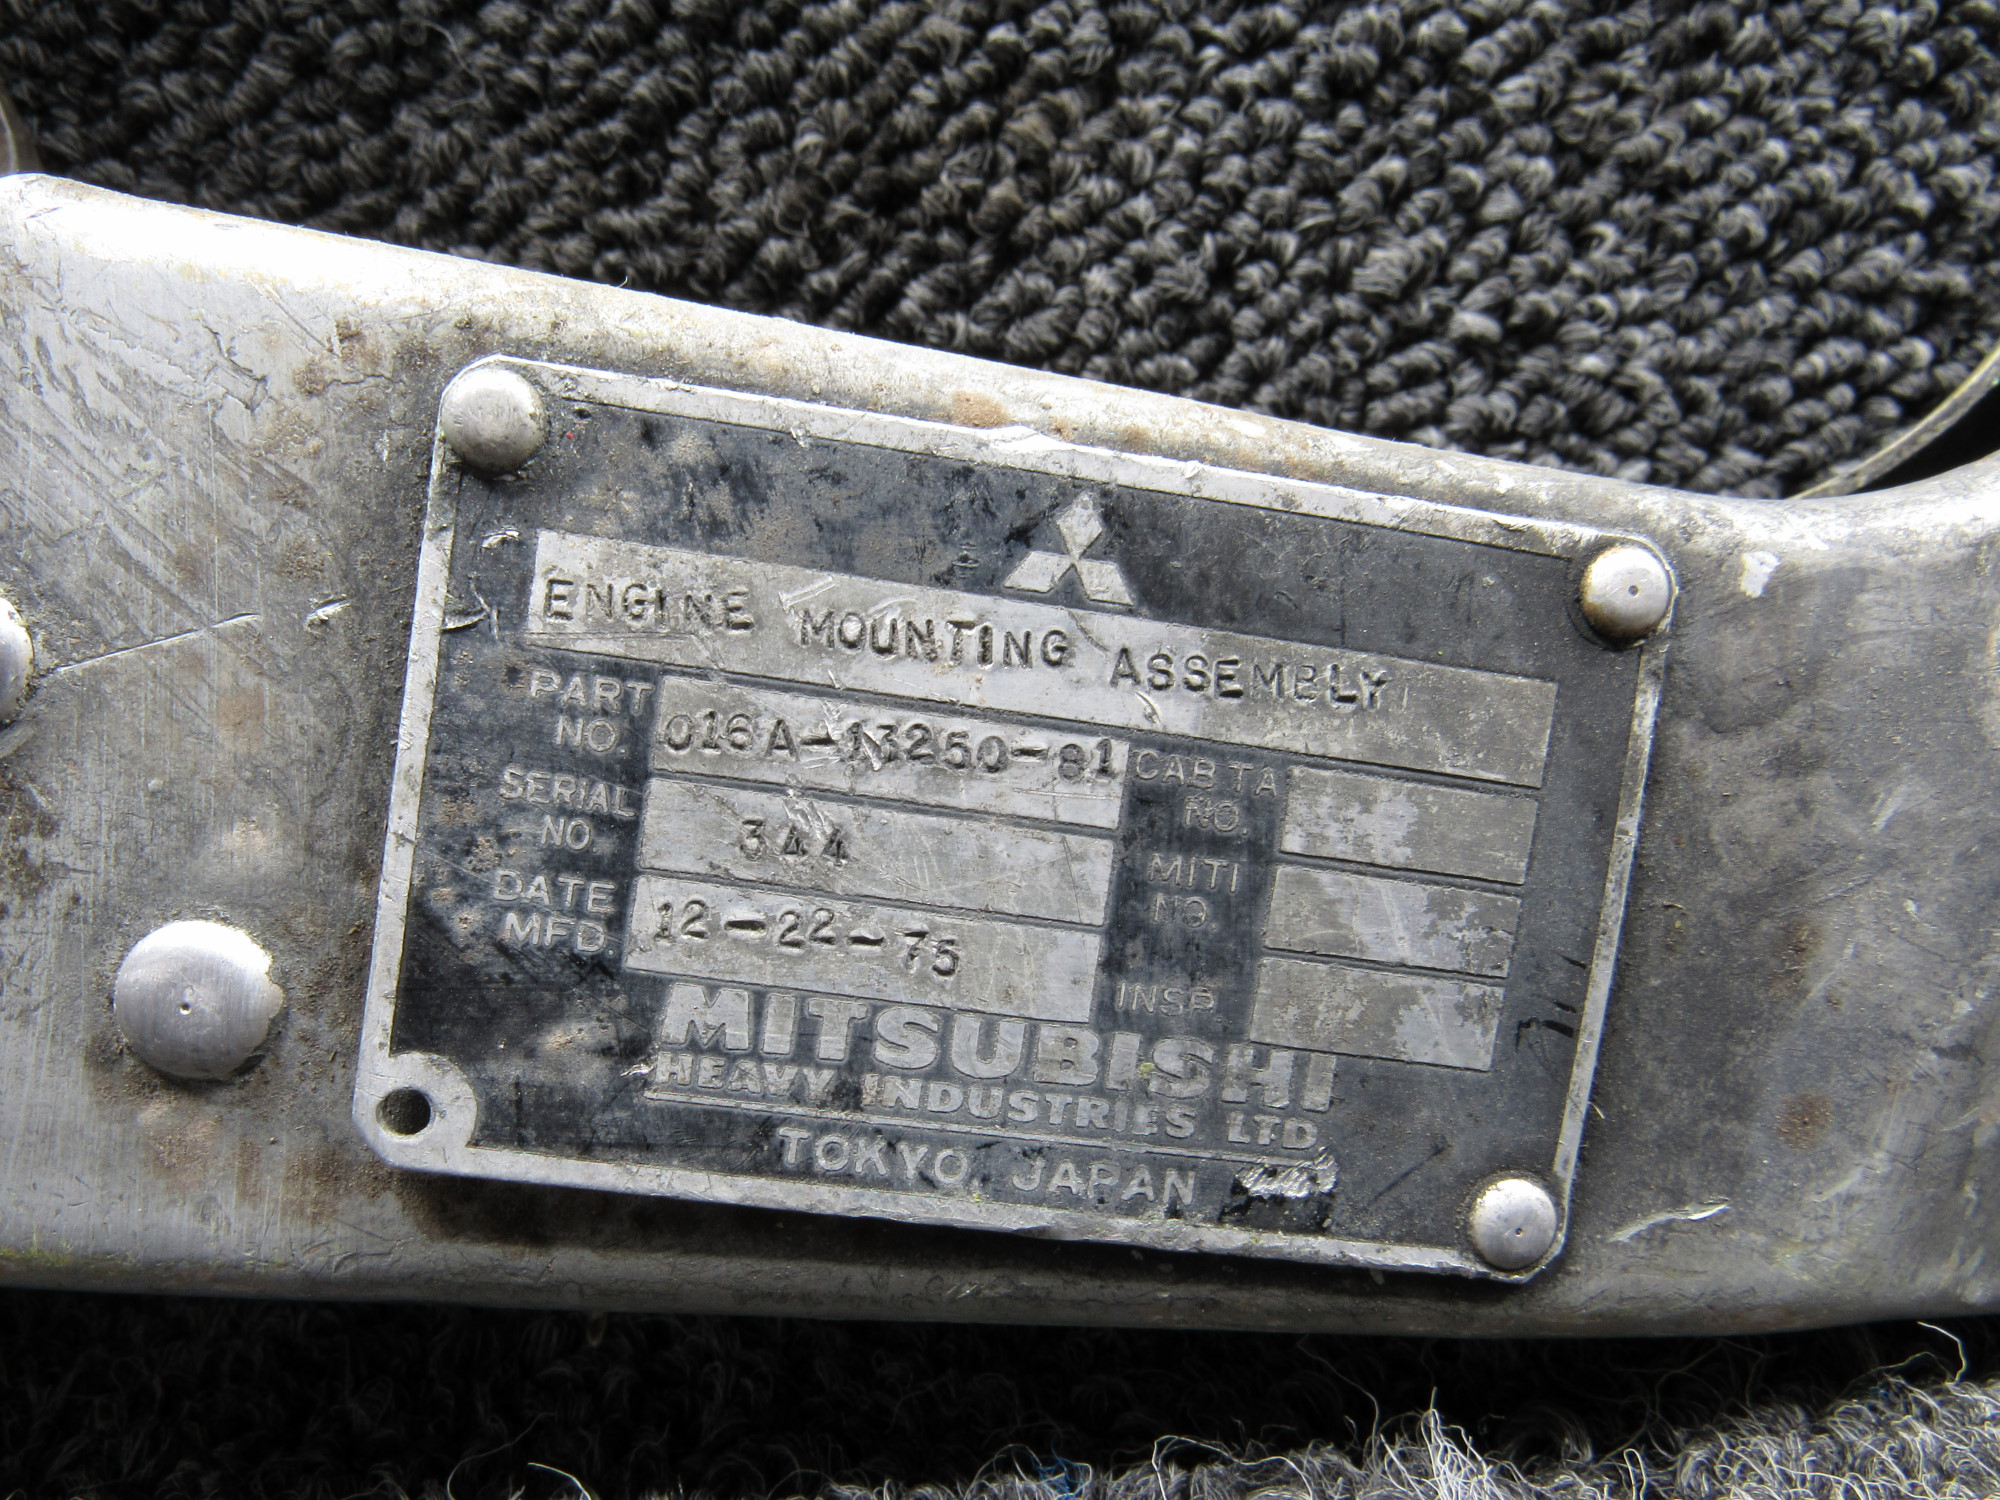 ENGINE MOUNTING ASSEMBLY
PART NO. 016A-13250-81 CAB TA NO.
SERIAL NO. 344 MITI NO.
DATE MFD. 12-22-75 INSP.
MITSUBISHI
HEAVY INDUSTRIES LTD
TOKYO, JAPAN